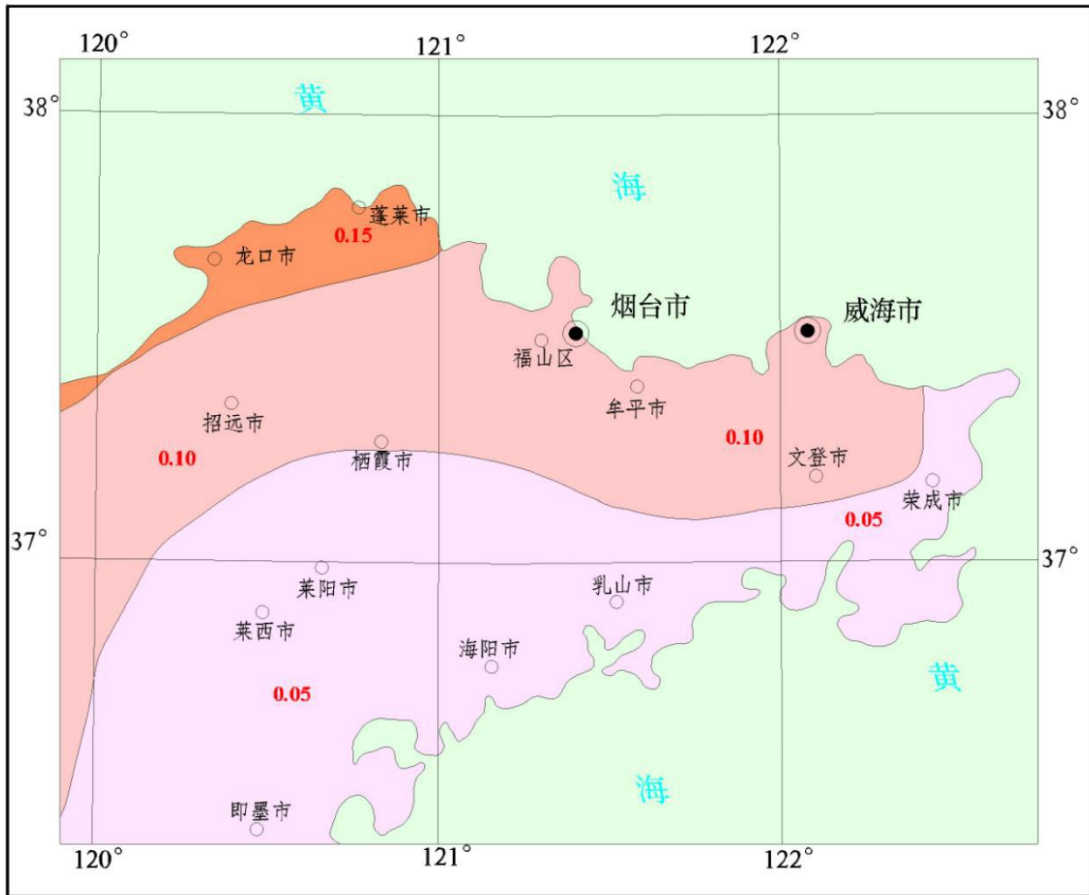 120°
121°
122°
黄
38°
38°
海
蓬莱市
0.15
龙口市
烟台市
威海市
福山区
牟平市
招远市
0.10
文登市
0.10
栖霞市
荣成市
0.05
37°
37°
莱阳市
乳山市
莱西市
海阳市
黄
0.05
海
即墨市
120°
121°
122°